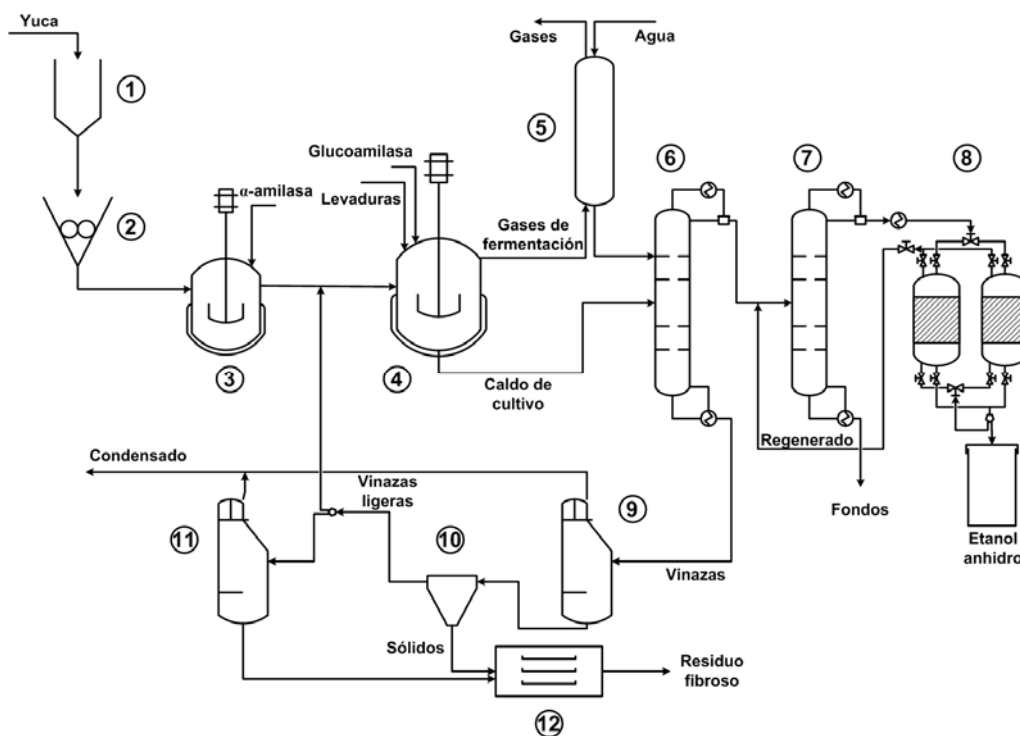 Yuca
1
2
α-amilasa
3
Glucoamilasa
Levaduras
4
Gases
Agua
5
Gases de
fermentación
Caldo de
cultivo
6
7
8
Regenerado
Fondos
Etanol
anhidro
Condensado
Vinazas
ligeras
9
Vinazas
10
11
Sólidos
Residuo
fibroso
12